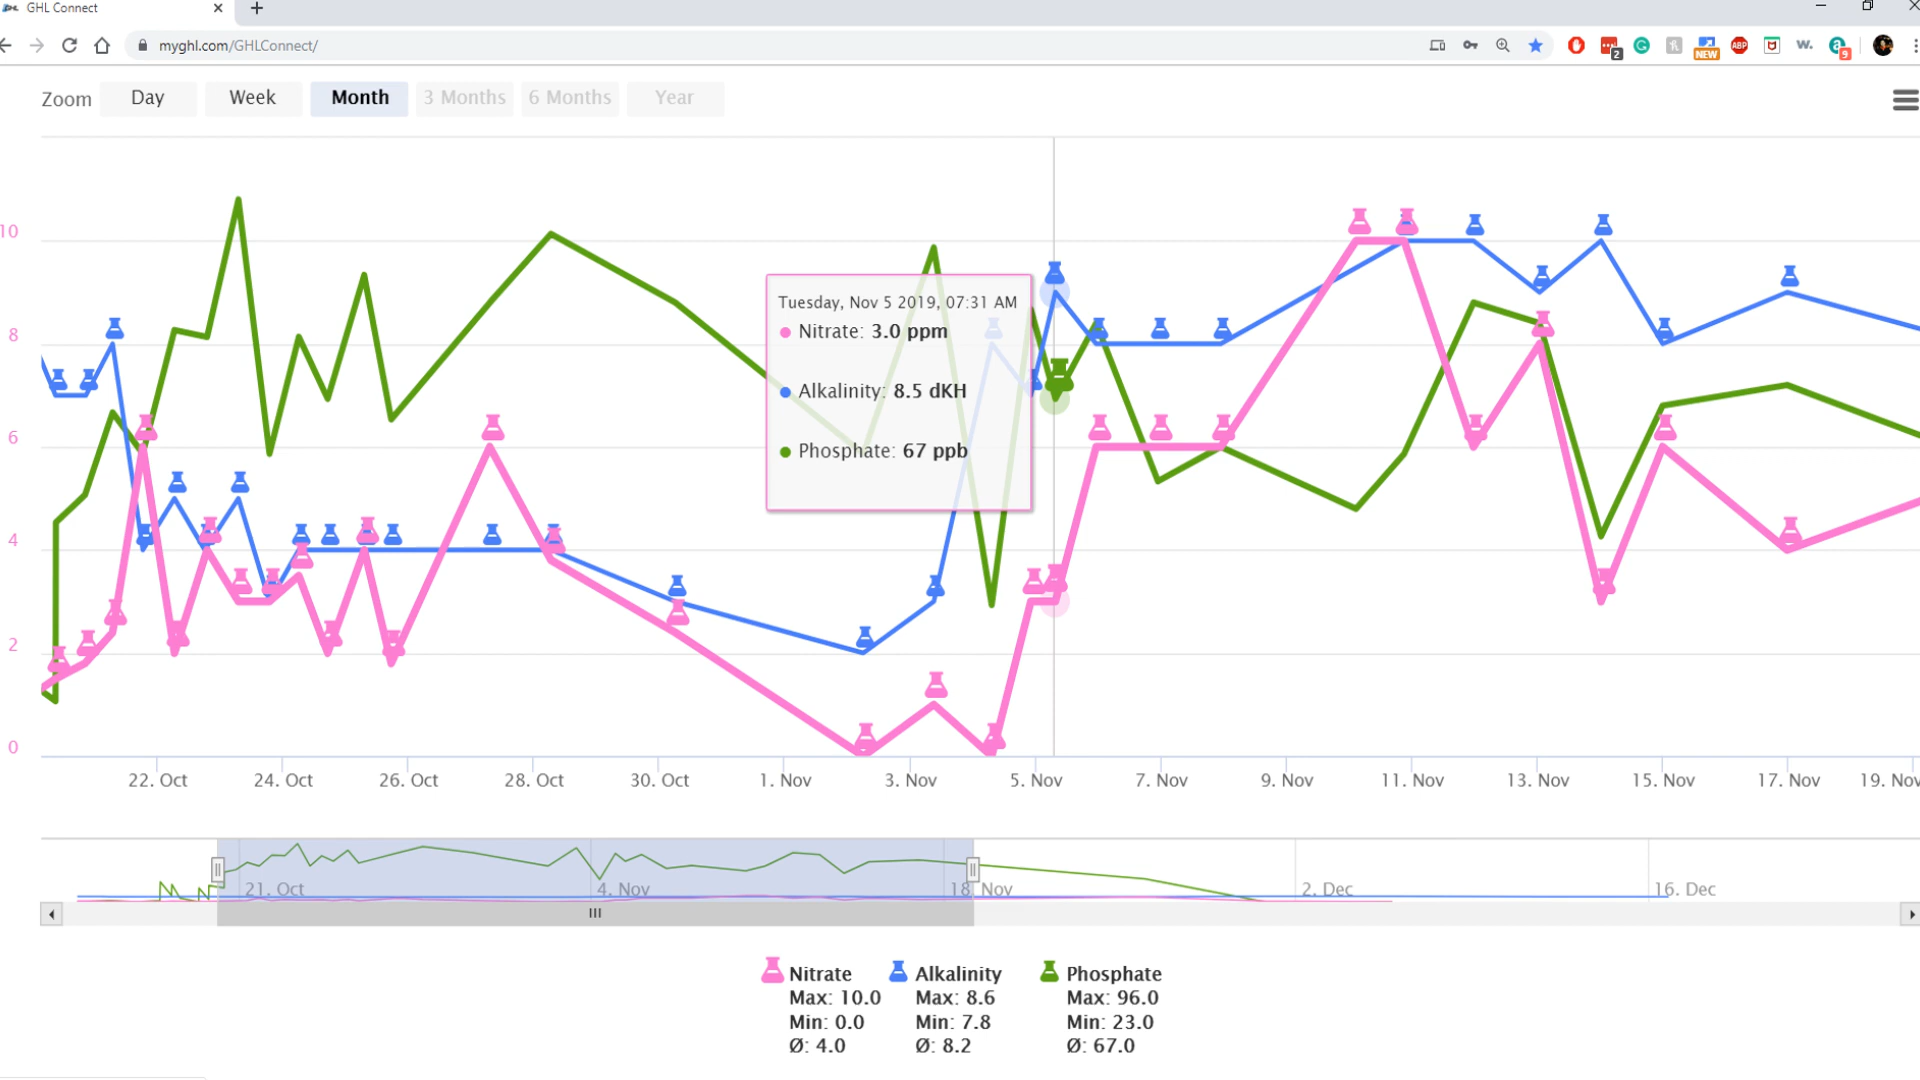 GHL Connect
myghl.com/GHLConnect/
2
NEW
ABP
W.
9
Zoom Day Week Month 3 Months 6 Months Year
10
8
6
4
2
0
Tuesday, Nov 5 2019, 07:31 AM
Nitrate: 3.0 ppm
Alkalinity: 8.5 dKH
Phosphate: 67 ppb
22. Oct 24. Oct 26. Oct 28. Oct 30. Oct 1. Nov 3. Nov 5. Nov 7. Nov 9. Nov 11. Nov 13. Nov 15. Nov 17. Nov 19. Nov
21. Oct 4. Nov 18. Nov 2. Dec 16. Dec
Nitrate Alkalinity Phosphate
Max: 10.0 Max: 8.6 Max: 96.0
Min: 0.0 Min: 7.8 Min: 23.0
Ø: 4.0 Ø: 8.2 Ø: 67.0